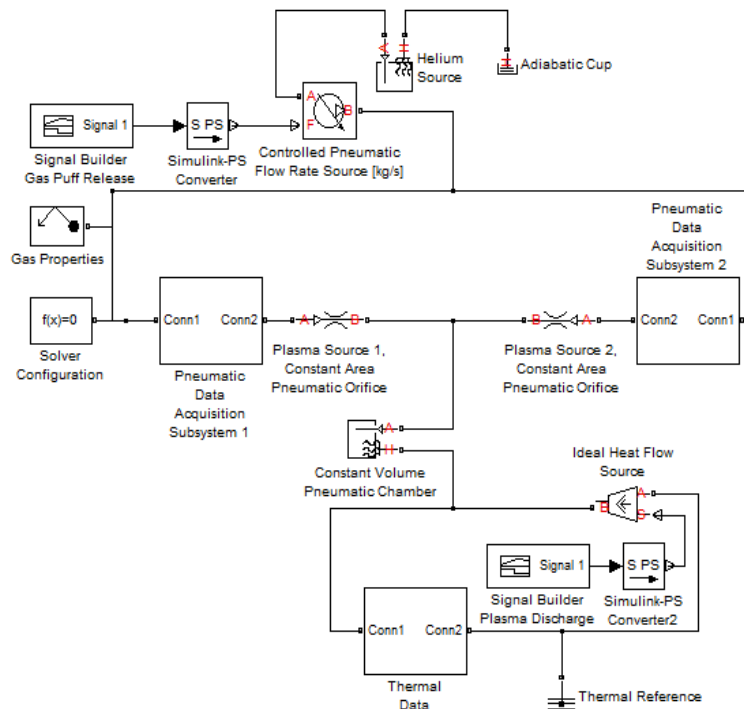 A
H
Helium
Source
H
Adiabatic Cup
Signal 1
Signal Builder
Gas Puff Release
S PS
Simulink-PS
Converter
A
B
F
Controlled Pneumatic
Flow Rate Source [kg/s]
Gas Properties
f(x)=0
Solver
Configuration
Conn1
Conn2
Pneumatic
Data
Acquisition
Subsystem 1
A
B
Plasma Source 1,
Constant Area
Pneumatic Orifice
B
A
Plasma Source 2,
Constant Area
Pneumatic Orifice
Pneumatic
Data
Acquisition
Subsystem 2
Conn2
Conn1
A
H
Constant Volume
Pneumatic Chamber
Ideal Heat Flow
Source
A
B
S
Signal 1
Signal Builder
Plasma Discharge
S PS
Simulink-PS
Converter2
Conn1
Conn2
Thermal
Data
Thermal Reference